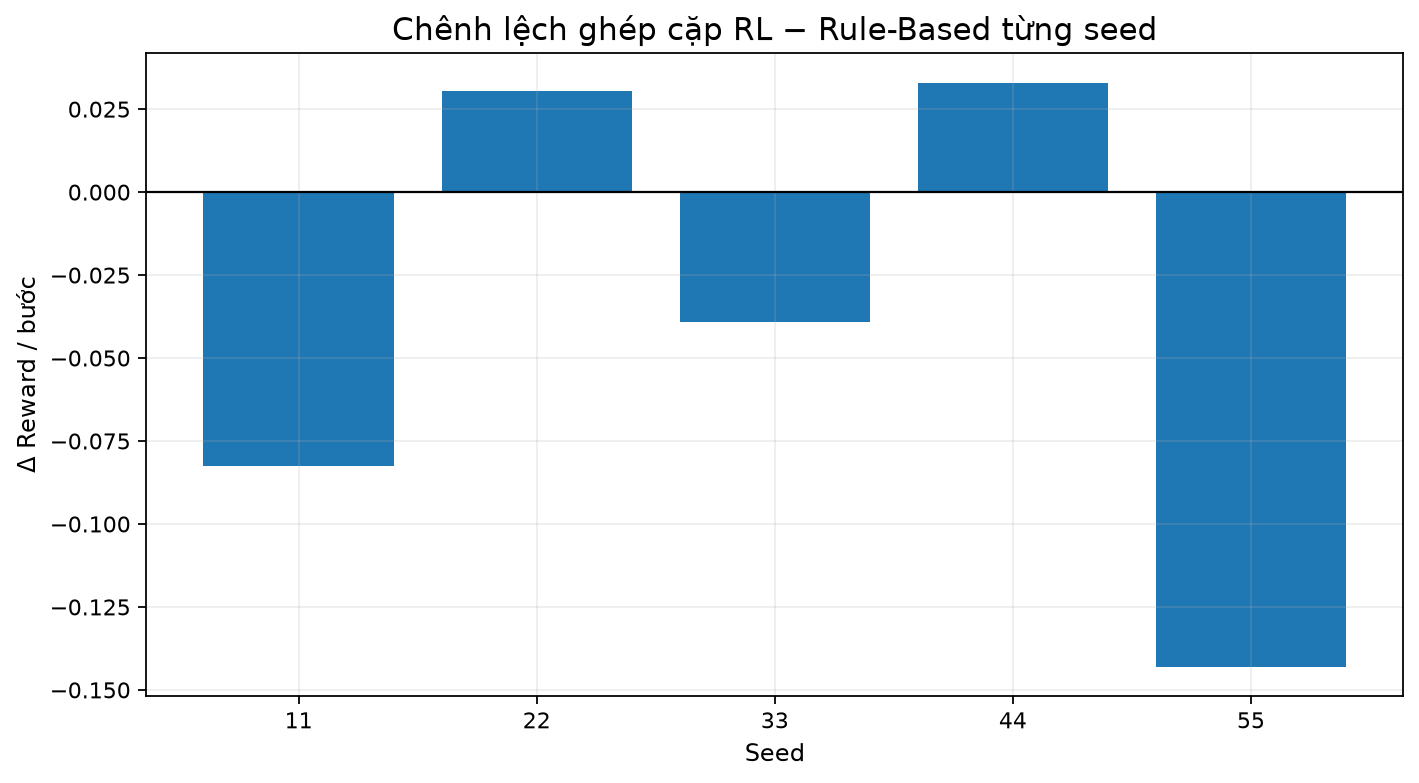 Chênh lệch ghép cặp RL − Rule-Based từng seed
Δ Reward / bước
0.025
0.000
−0.025
−0.050
−0.075
−0.100
−0.125
−0.150
11 22 33 44 55
Seed